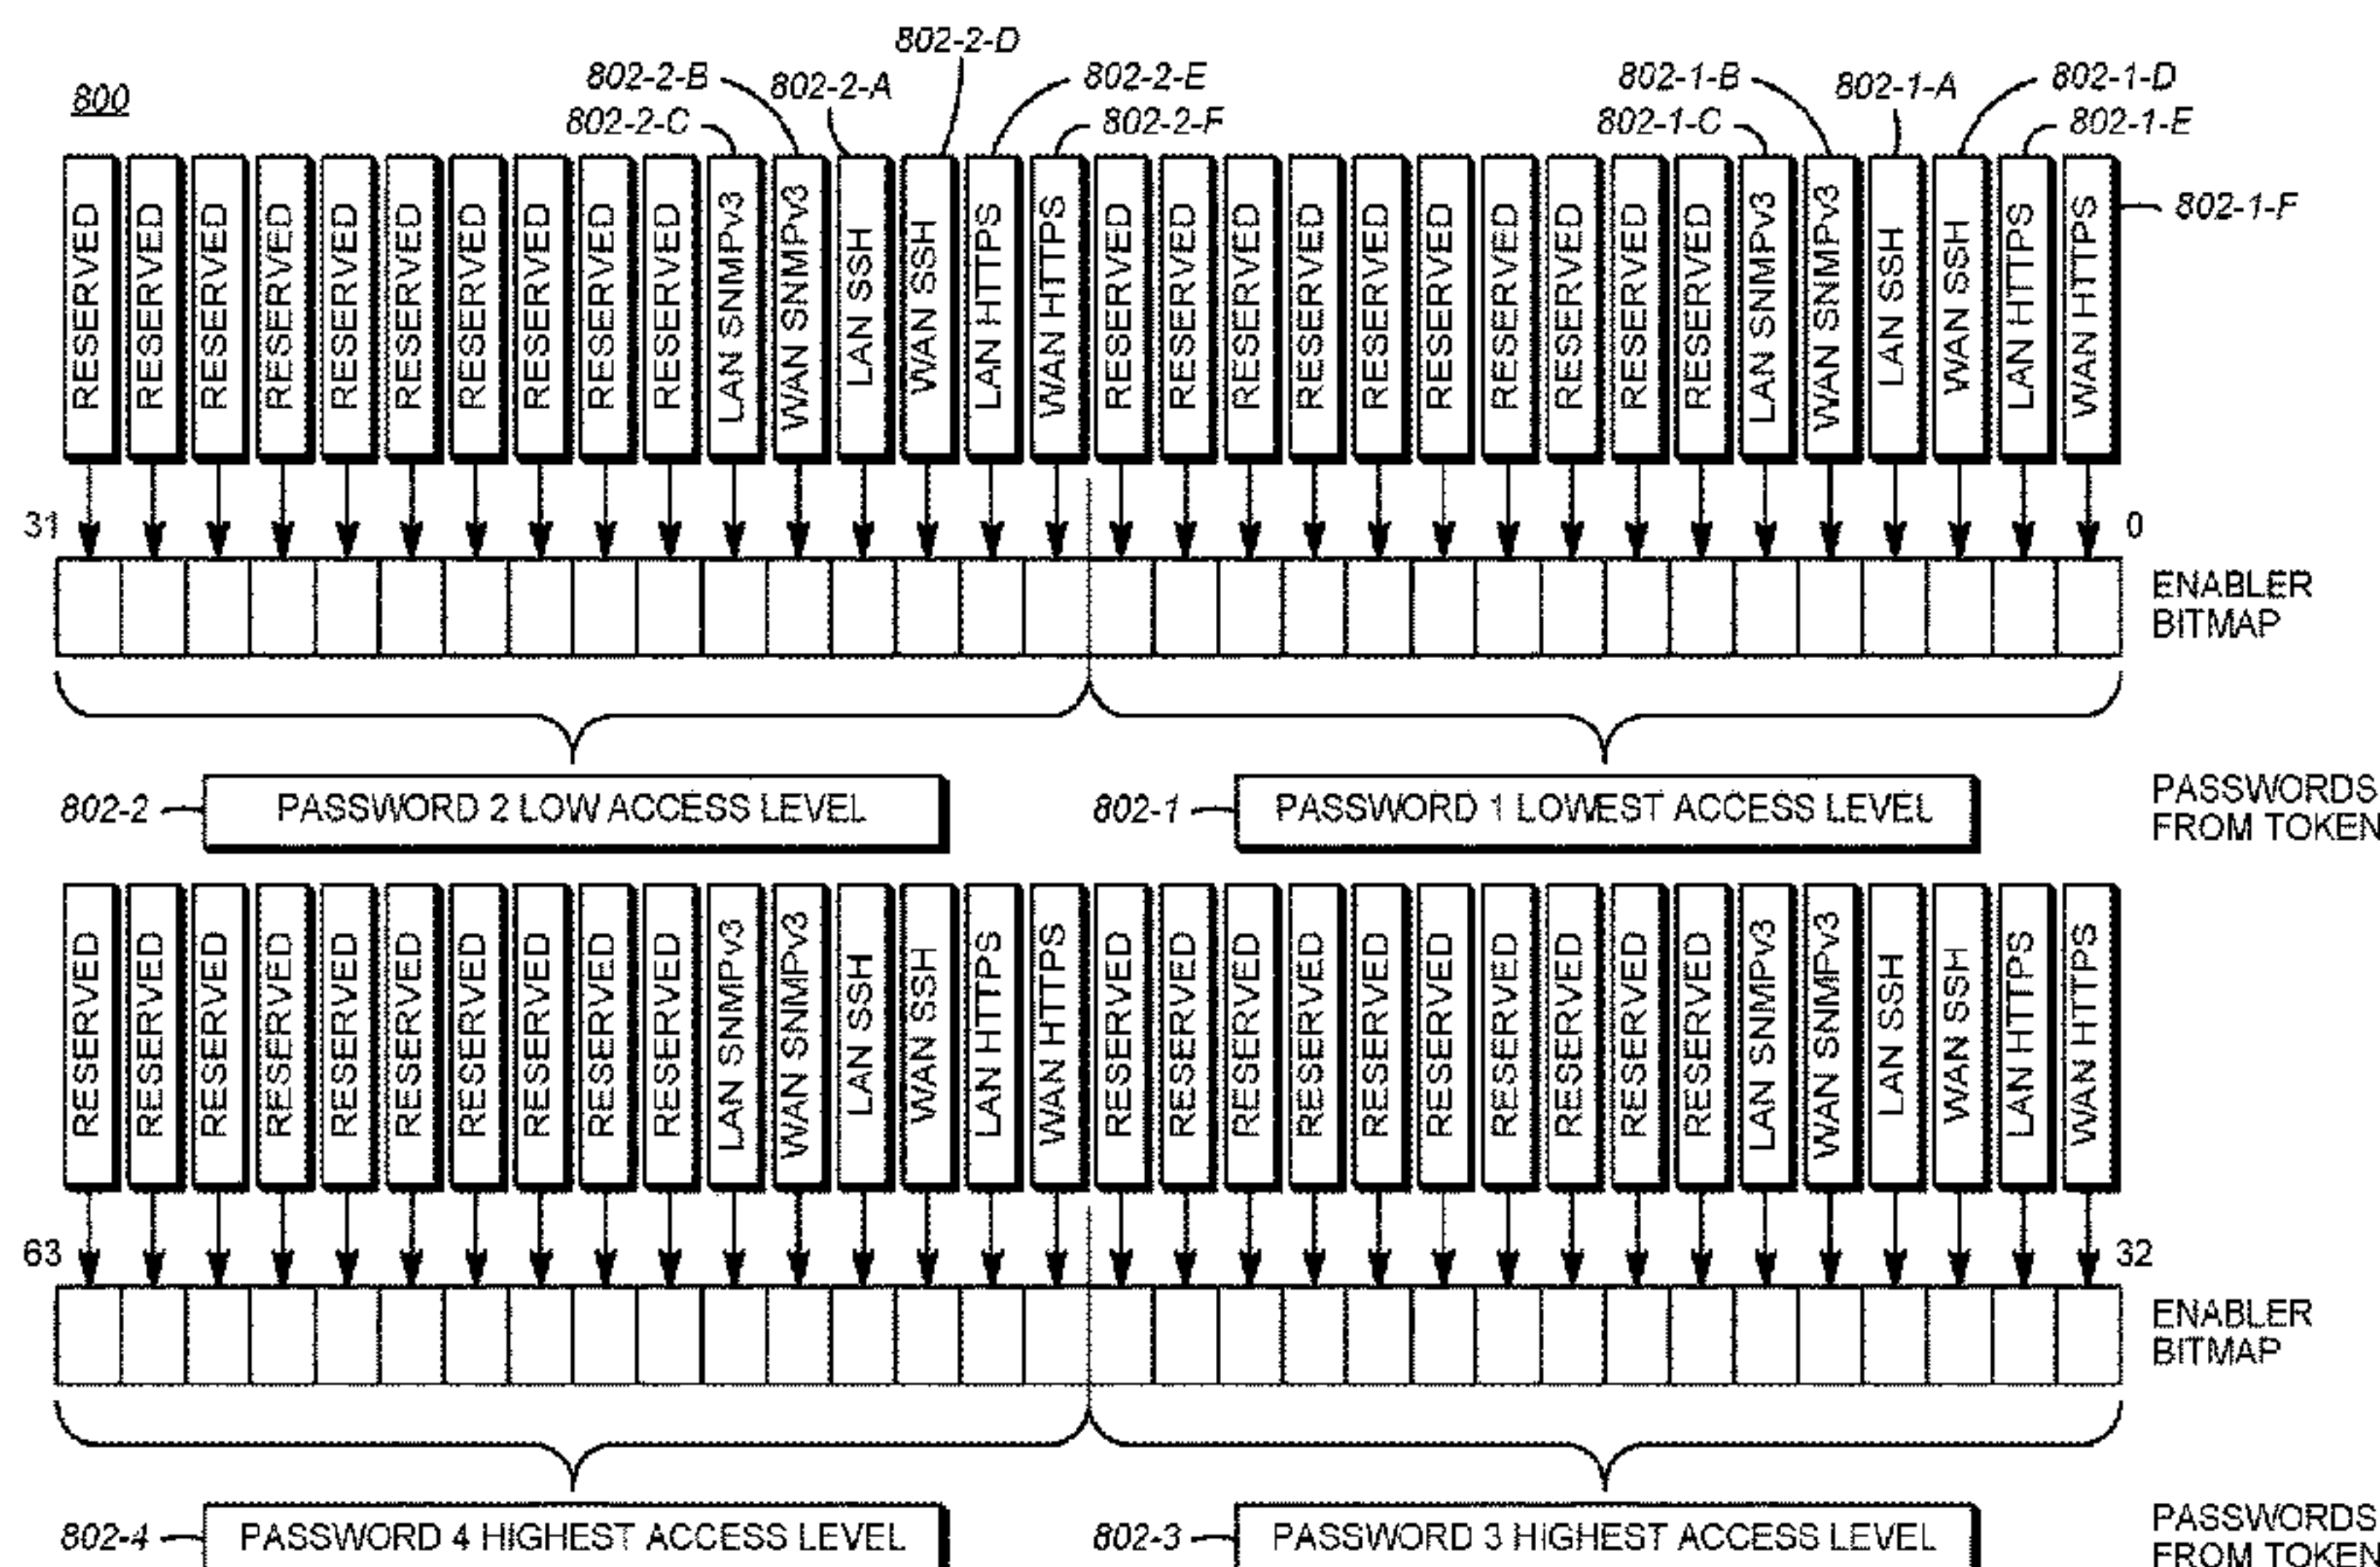 800
802-2-D
802-2-B
802-2-A
802-2-E
802-2-C
802-2-F
802-1-B
802-1-A
802-1-D
802-1-C
802-1-E
802-1-F
RESERVED
RESERVED
RESERVED
RESERVED
RESERVED
RESERVED
RESERVED
RESERVED
RESERVED
RESERVED
LAN SNMPv3
WAN SNMPv3
LAN SSH
WAN SSH
LAN HTTPS
WAN HTTPS
RESERVED
RESERVED
RESERVED
RESERVED
RESERVED
RESERVED
RESERVED
RESERVED
RESERVED
RESERVED
LAN SNMPv3
WAN SNMPv3
LAN SSH
WAN SSH
LAN HTTPS
WAN HTTPS
31
0
ENABLER
BITMAP
802-2
PASSWORD 2 LOW ACCESS LEVEL
802-1
PASSWORD 1 LOWEST ACCESS LEVEL
PASSWORDS
FROM TOKEN
RESERVED
RESERVED
RESERVED
RESERVED
RESERVED
RESERVED
RESERVED
RESERVED
RESERVED
RESERVED
LAN SNMPv3
WAN SNMPv3
LAN SSH
WAN SSH
LAN HTTPS
WAN HTTPS
RESERVED
RESERVED
RESERVED
RESERVED
RESERVED
RESERVED
RESERVED
RESERVED
RESERVED
RESERVED
LAN SNMPv3
WAN SNMPv3
LAN SSH
WAN SSH
LAN HTTPS
WAN HTTPS
63
32
ENABLER
BITMAP
802-4
PASSWORD 4 HIGHEST ACCESS LEVEL
802-3
PASSWORD 3 HIGHEST ACCESS LEVEL
PASSWORDS
FROM TOKEN